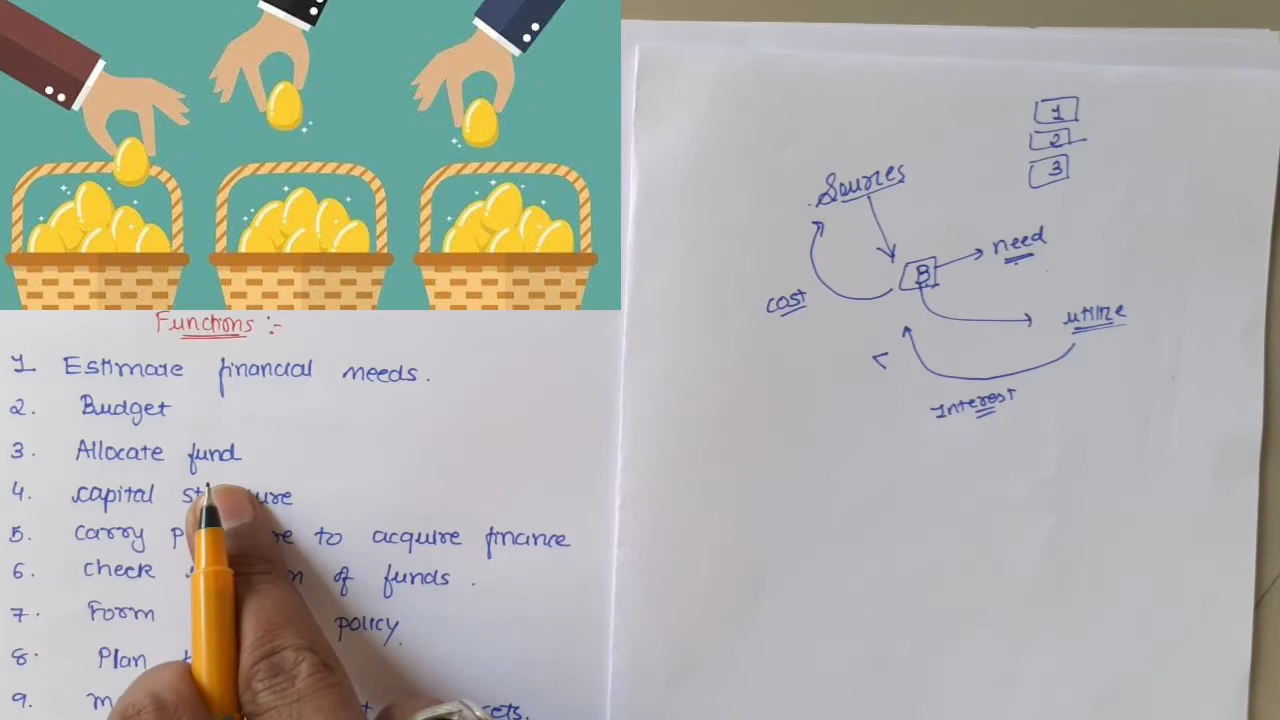 Functions :-
1. Estimate financial needs.
2. Budget
3. Allocate fund
4. capital
5. Carry to acquire finance
6. check of funds.
7. Form policy.
8. Plan
9.
1
2
3
Sources
B
need
cost
utilize
Interest